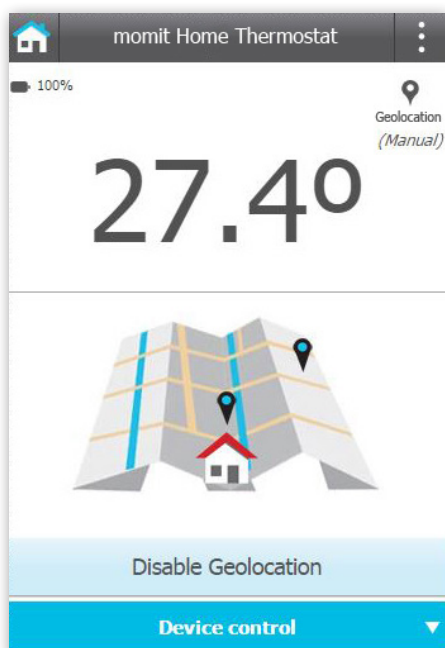 momit Home Thermostat
100%
Geolocation
(Manual)
27.4º
Disable Geolocation
Device control